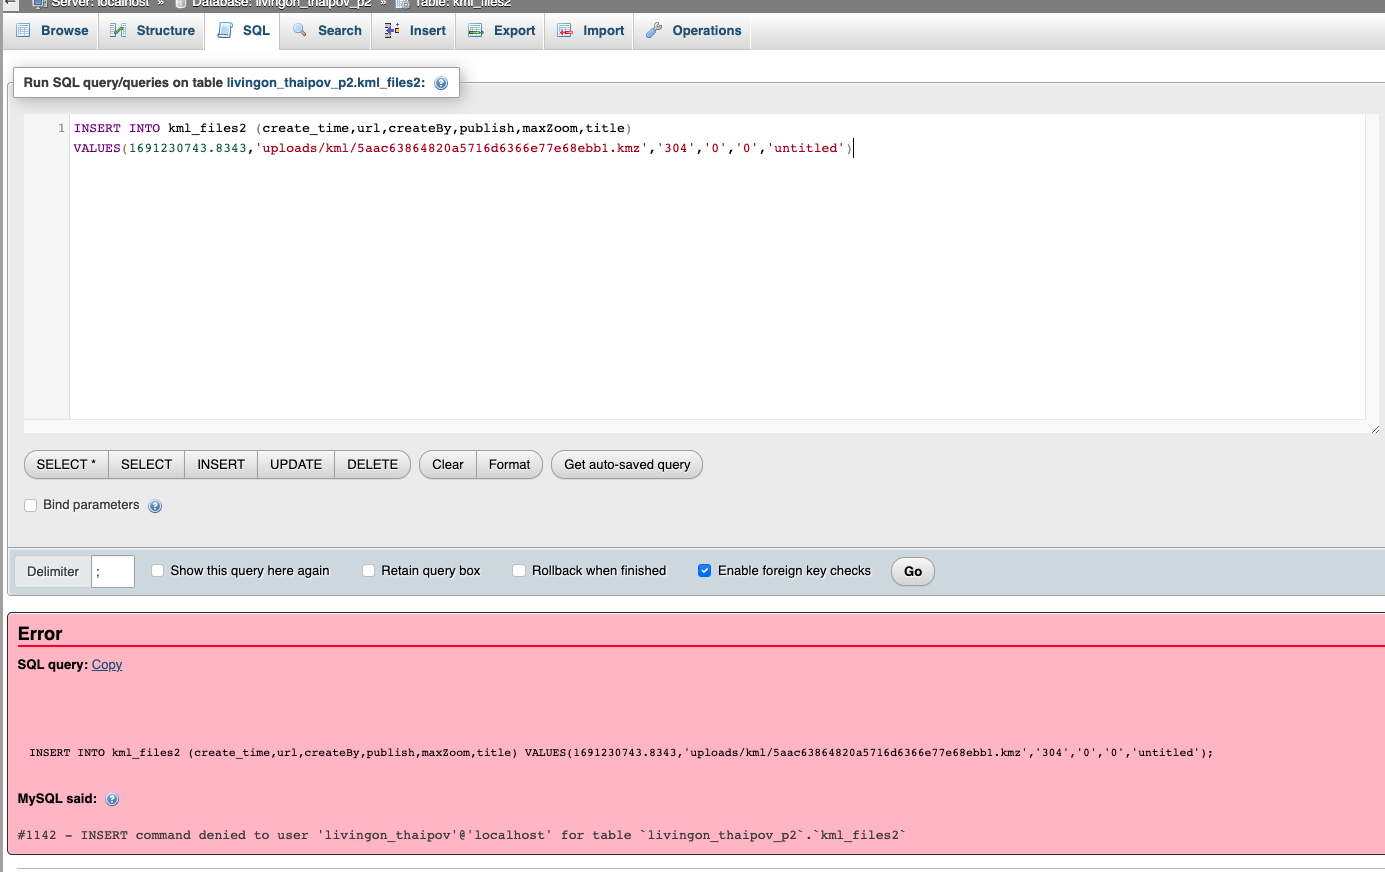 Server: localhost » Database: livingon_thaipov_p2 » Table: kml_files2
Browse Structure SQL Search Insert Export Import Operations
Run SQL query/queries on table livingon_thaipov_p2.kml_files2:
1 INSERT INTO kml_files2 (create_time,url,createBy,publish,maxZoom,title)
VALUES(1691230743.8343,'uploads/kml/5aac63864820a5716d6366e77e68ebb1.kmz','304','0','0','untitled')
SELECT * SELECT INSERT UPDATE DELETE Clear Format Get auto-saved query
Bind parameters
Delimiter ; Show this query here again Retain query box Rollback when finished Enable foreign key checks Go
Error
SQL query: Copy
INSERT INTO kml_files2 (create_time,url,createBy,publish,maxZoom,title) VALUES(1691230743.8343,'uploads/kml/5aac63864820a5716d6366e77e68ebb1.kmz','304','0','0','untitled');
MySQL said:
#1142 - INSERT command denied to user 'livingon_thaipov'@'localhost' for table `livingon_thaipov_p2`.`kml_files2`